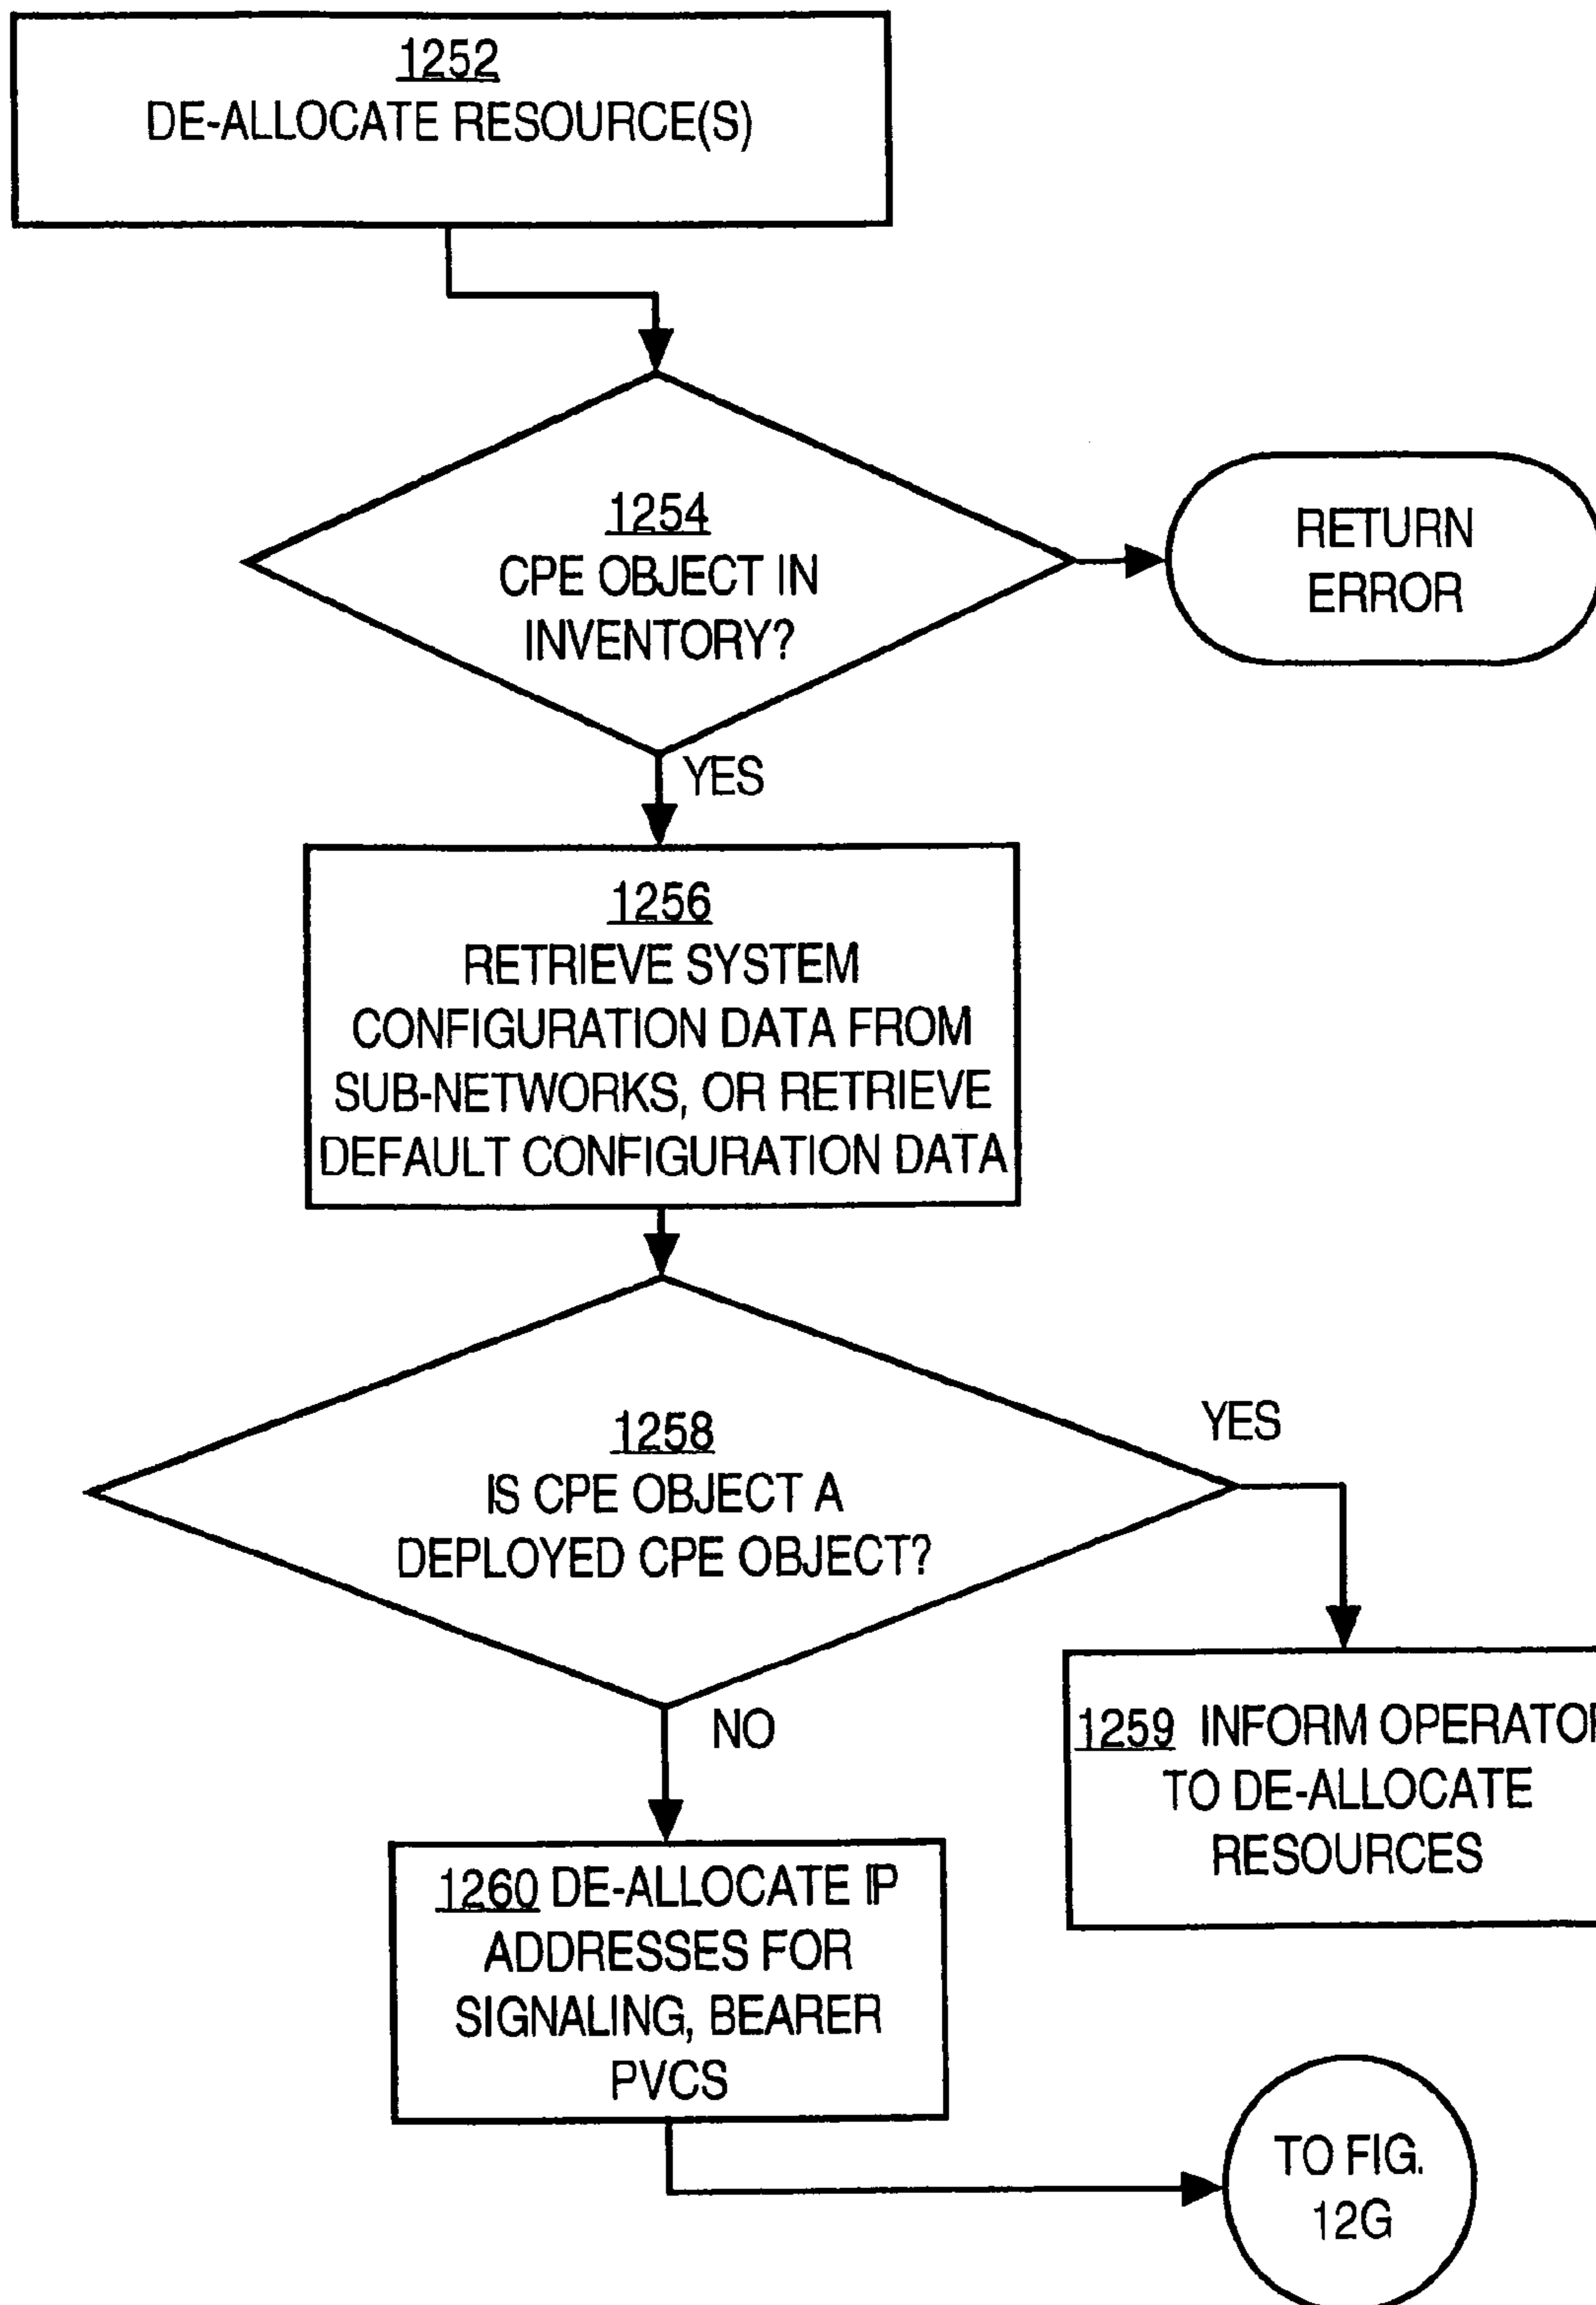 1252
DE-ALLOCATE RESOURCE(S)
1254
CPE OBJECT IN
INVENTORY?
RETURN
ERROR
YES
1256
RETRIEVE SYSTEM
CONFIGURATION DATA FROM
SUB-NETWORKS, OR RETRIEVE
DEFAULT CONFIGURATION DATA
1258
IS CPE OBJECT A
DEPLOYED CPE OBJECT?
YES
NO
1259 INFORM OPERATOR
TO DE-ALLOCATE
RESOURCES
1260 DE-ALLOCATE IP
ADDRESSES FOR
SIGNALING, BEARER
PVCS
TO FIG.
12G